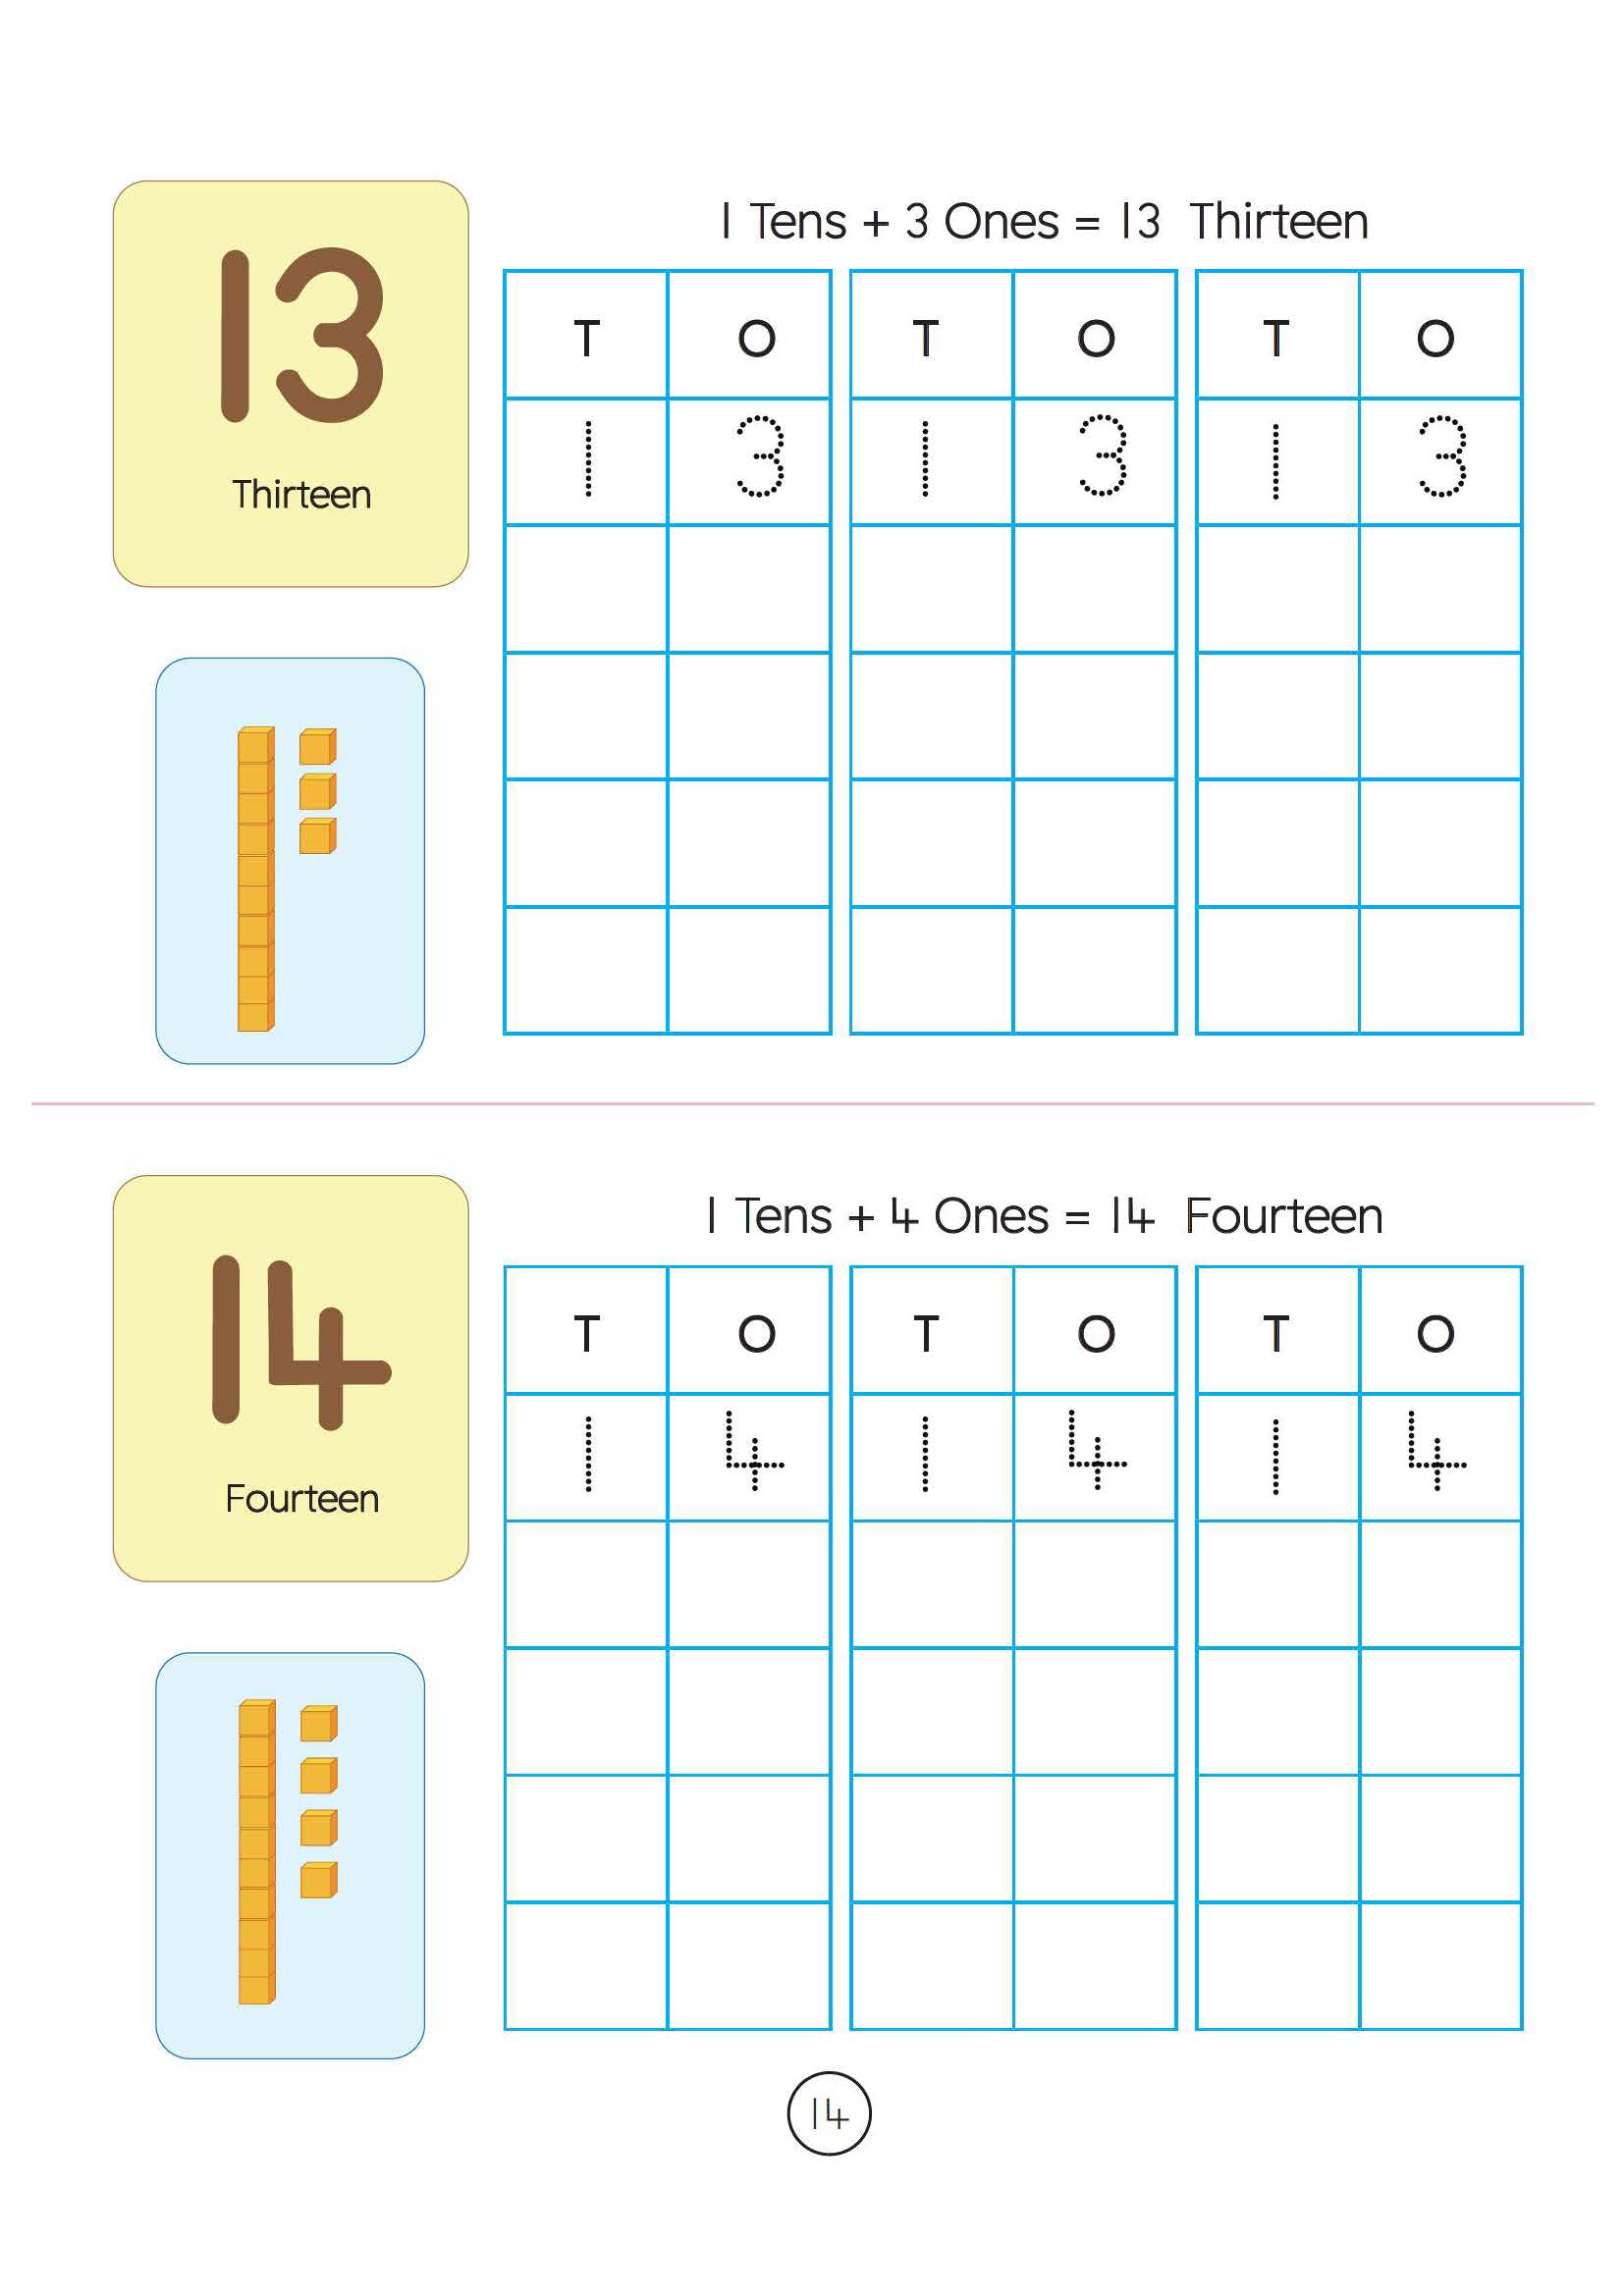 13
Thirteen
1 Tens + 3 Ones = 13 Thirteen
T O T O T O
1 3 1 3 1 3
14
Fourteen
1 Tens + 4 Ones = 14 Fourteen
T O T O T O
1 4 1 4 1 4
14